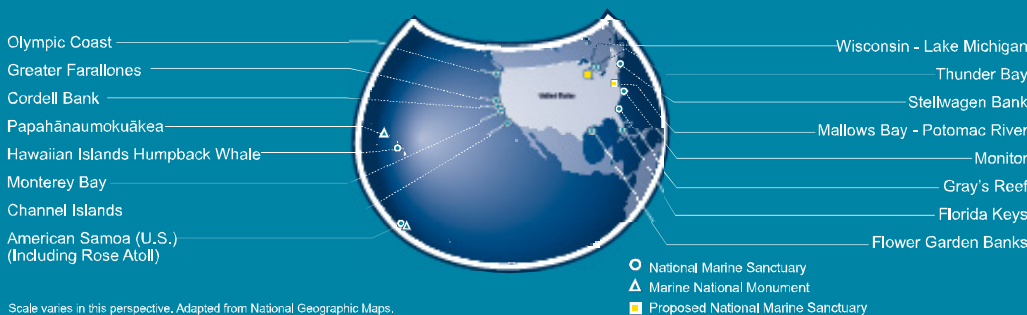 Olympic Coast
Greater Farallones
Cordell Bank
Papahānaumokuākea
Hawaiian Islands Humpback Whale
Monterey Bay
Channel Islands
American Samoa (U.S.)
(Including Rose Atoll)
United States
Wisconsin - Lake Michigan
Thunder Bay
Stellwagen Bank
Mallows Bay - Potomac River
Monitor
Gray's Reef
Florida Keys
Flower Garden Banks
National Marine Sanctuary
Marine National Monument
Proposed National Marine Sanctuary
Scale varies in this perspective. Adapted from National Geographic Maps.